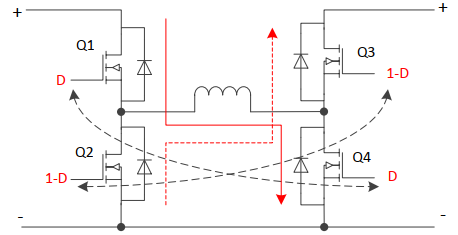 + +
Q1 Q3
D 1-D
Q2 Q4
1-D D
- -